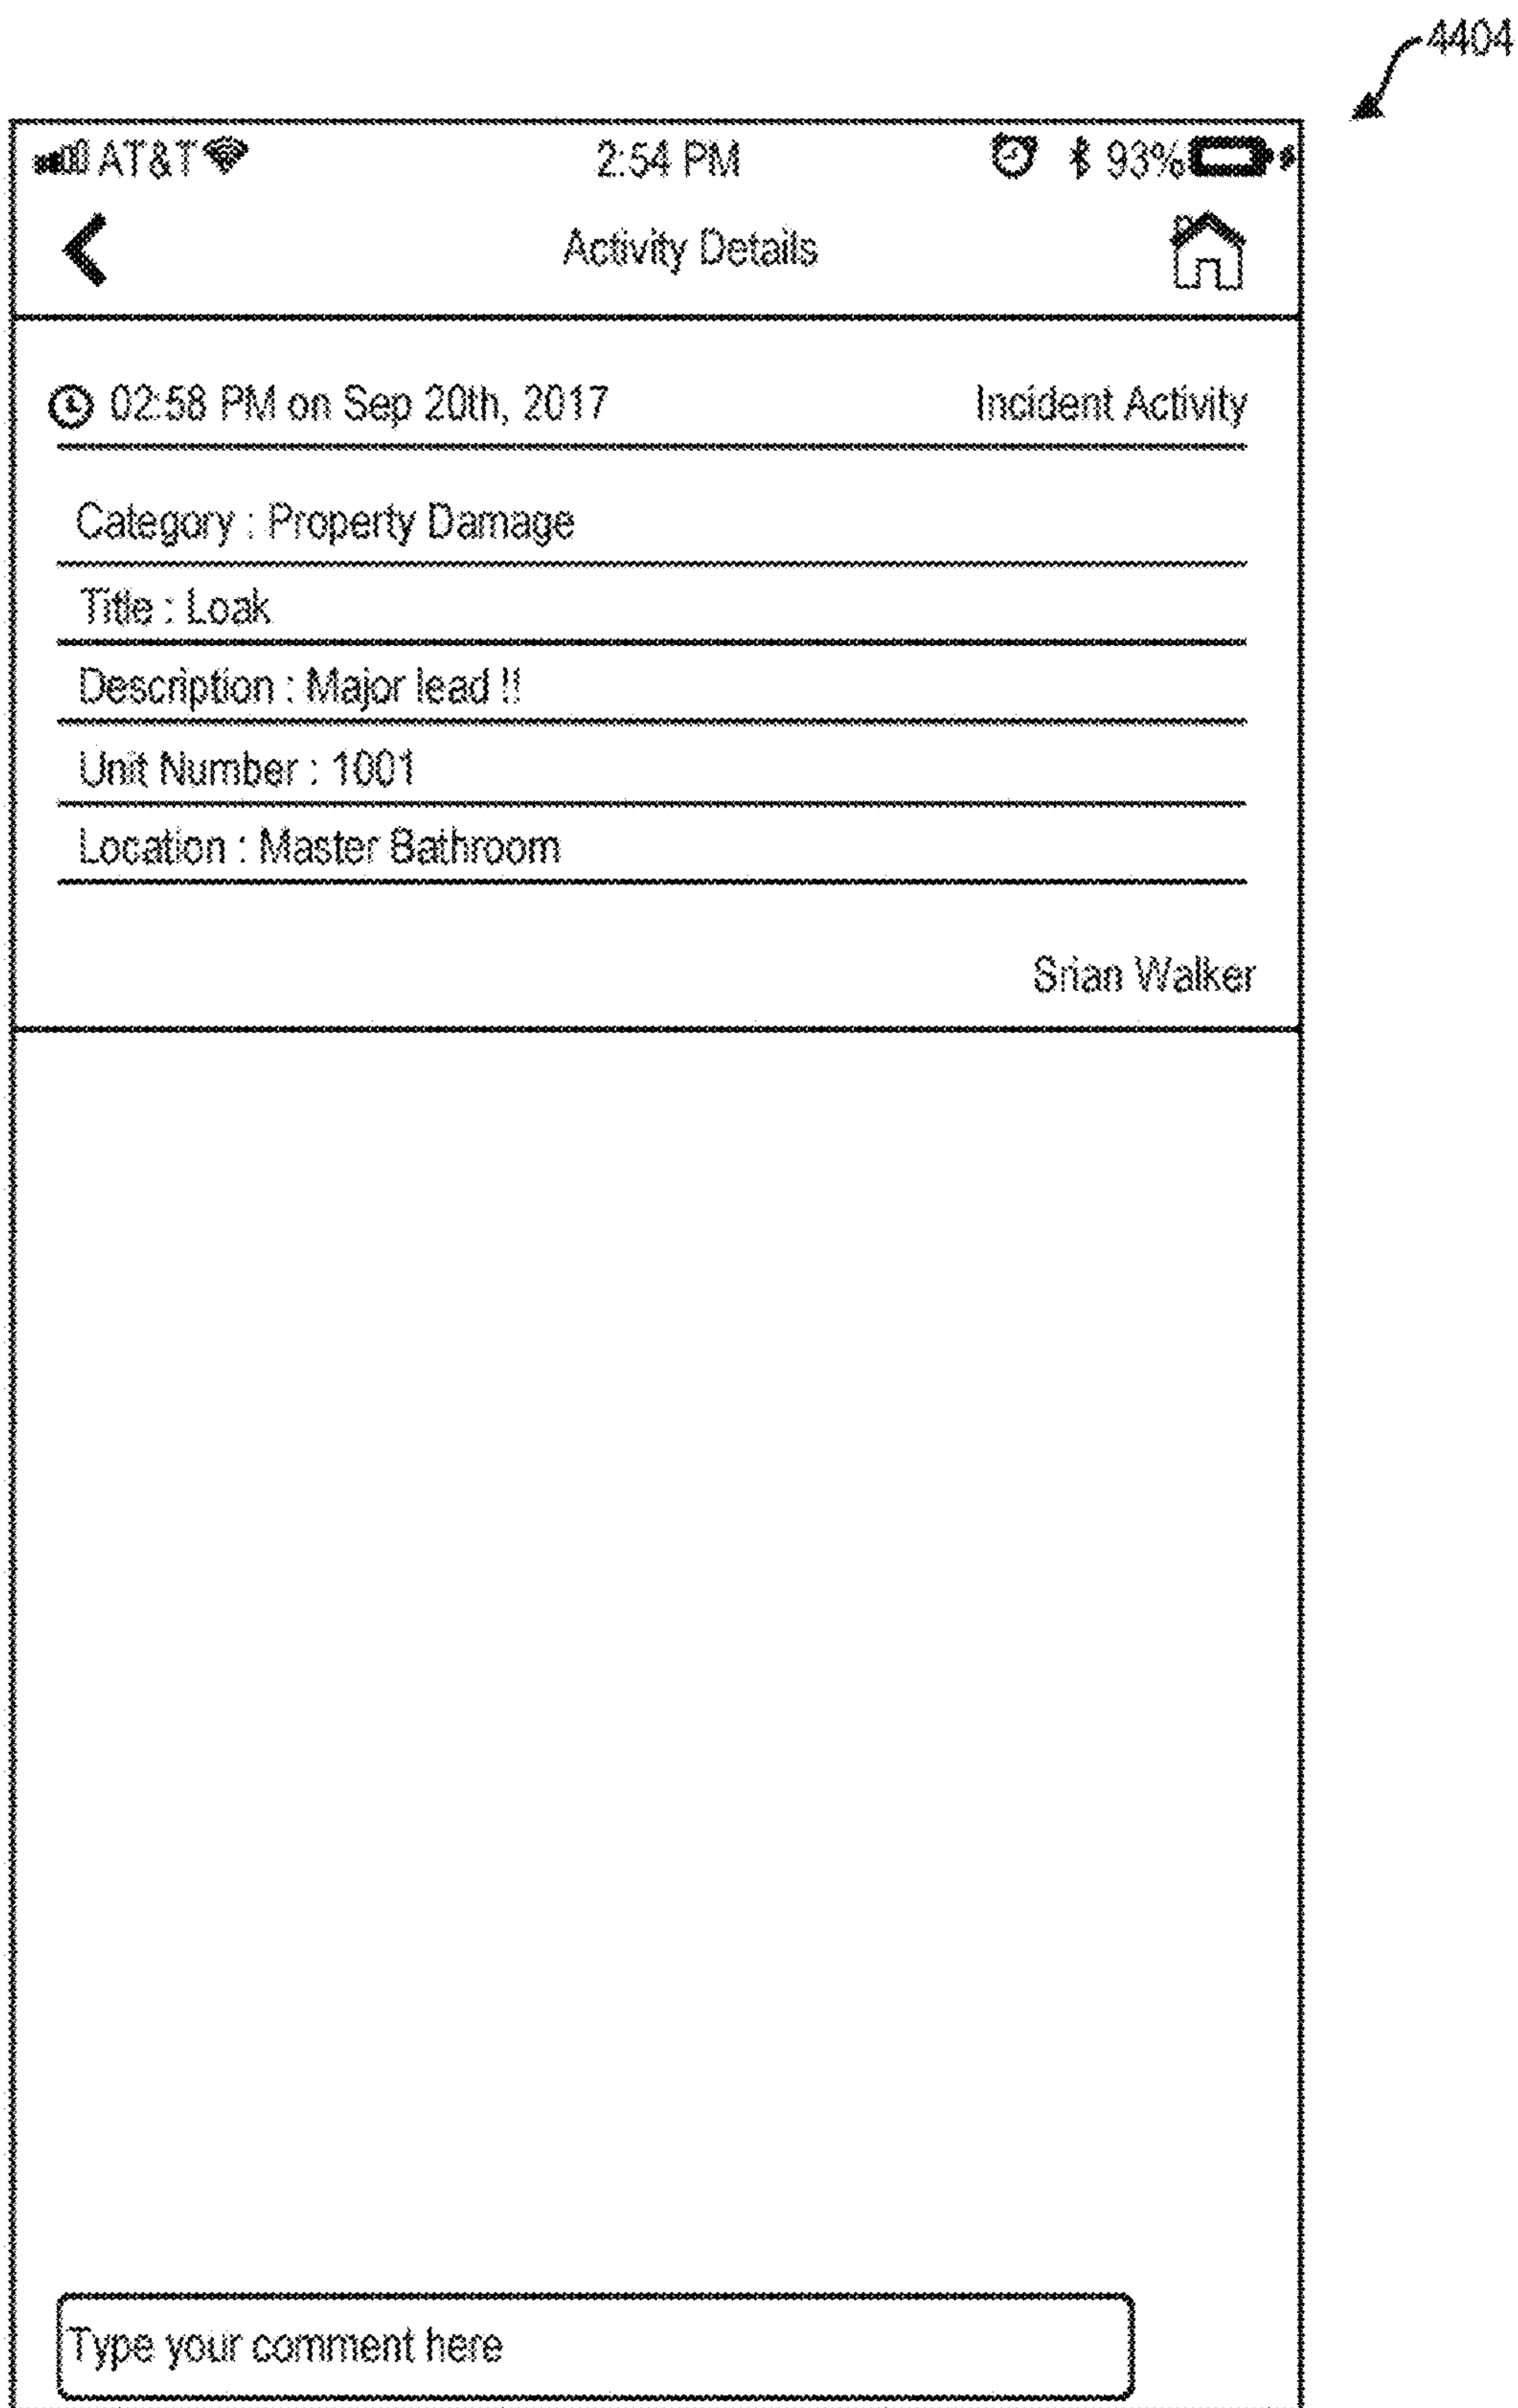 4404
AT&T 2:54 PM 93%
Activity Details
02:58 PM on Sep 20th, 2017 Incident Activity
Category : Property Damage
Title : Loak
Description : Major lead !!
Unit Number : 1001
Location : Master Bathroom
Srian Walker
Type your comment here